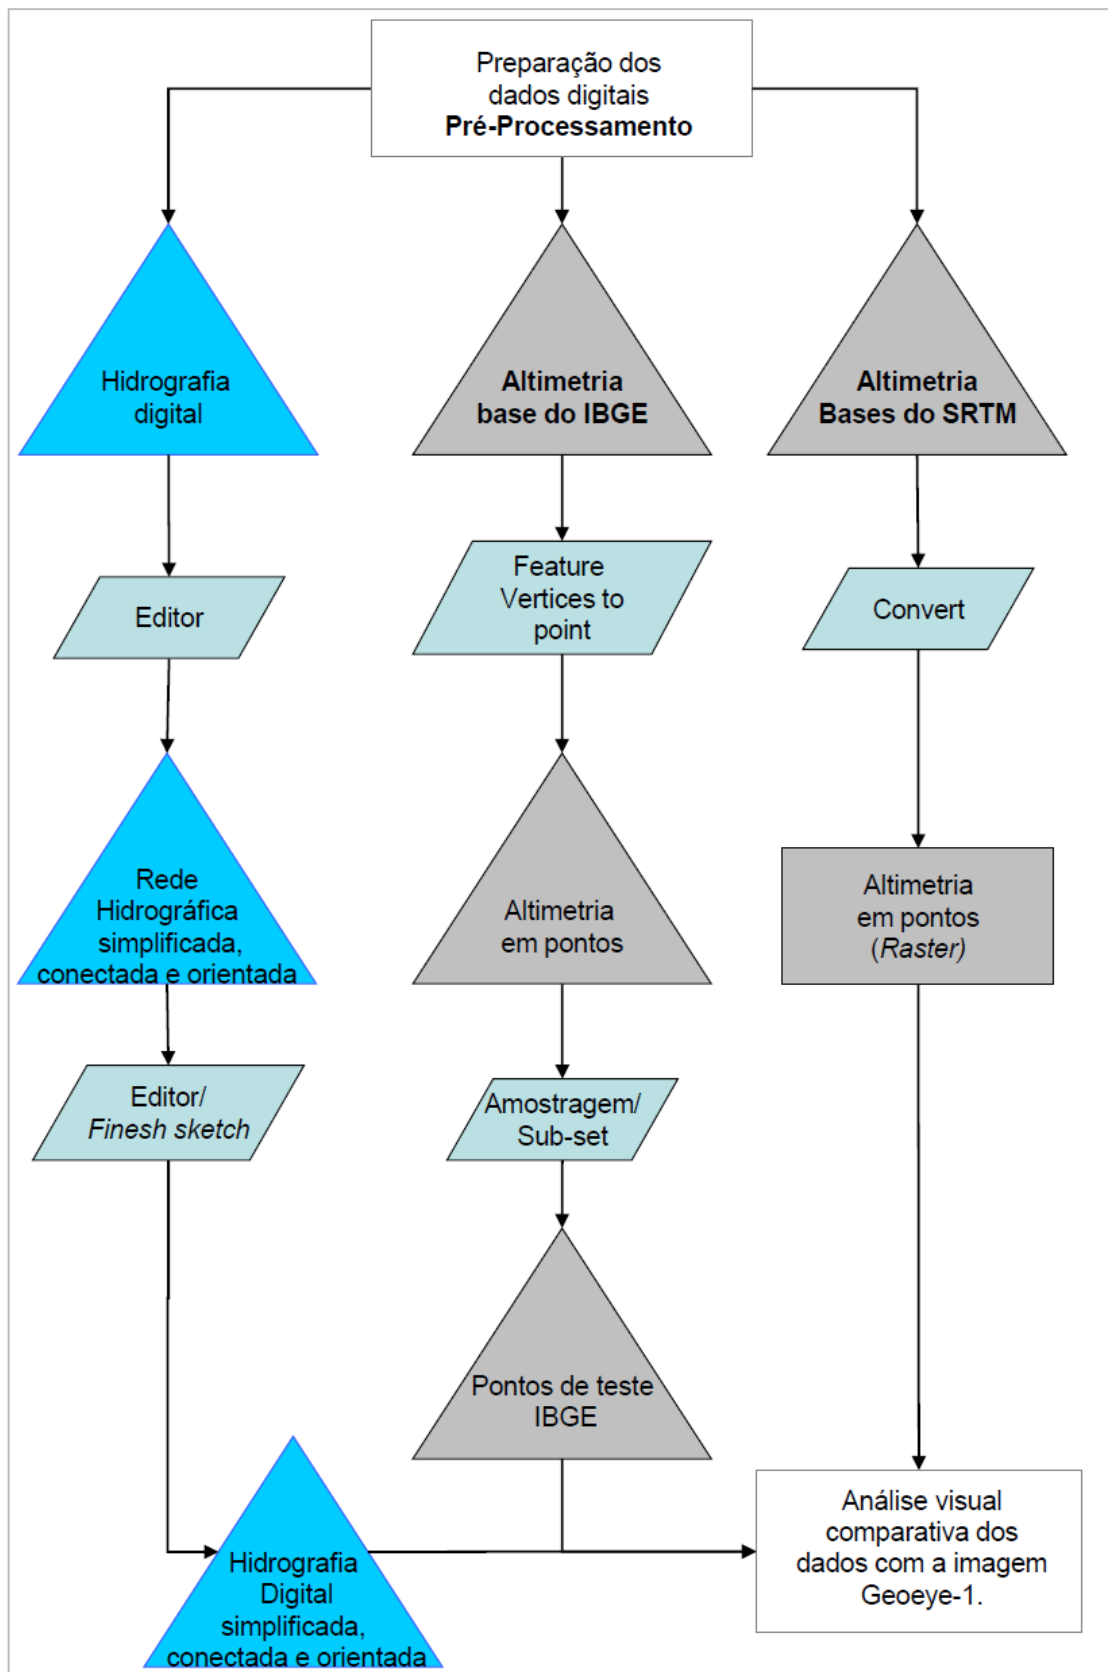 Preparação dos
dados digitais
Pré-Processamento
Hidrografia
digital
Altimetria
base do IBGE
Altimetria
Bases do SRTM
Editor
Feature
Vertices to
point
Convert
Rede
Hidrográfica
simplificada,
conectada e orientada
Altimetria
em pontos
Altimetria
em pontos
(Raster)
Editor/
Finesh sketch
Amostragem/
Sub-set
Pontos de teste
IBGE
Hidrografia
Digital
simplificada,
conectada e orientada
Análise visual
comparativa dos
dados com a imagem
Geoeye-1.